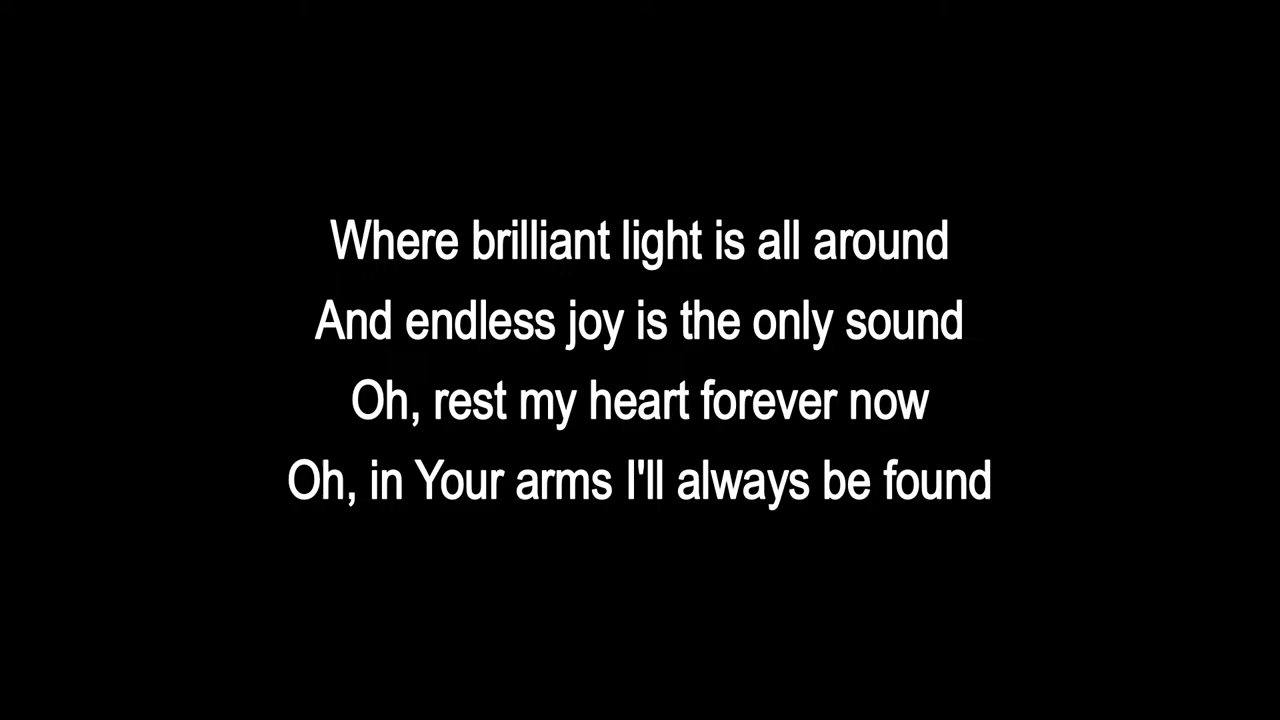 Where brilliant light is all around
And endless joy is the only sound
Oh, rest my heart forever now
Oh, in Your arms I'll always be found